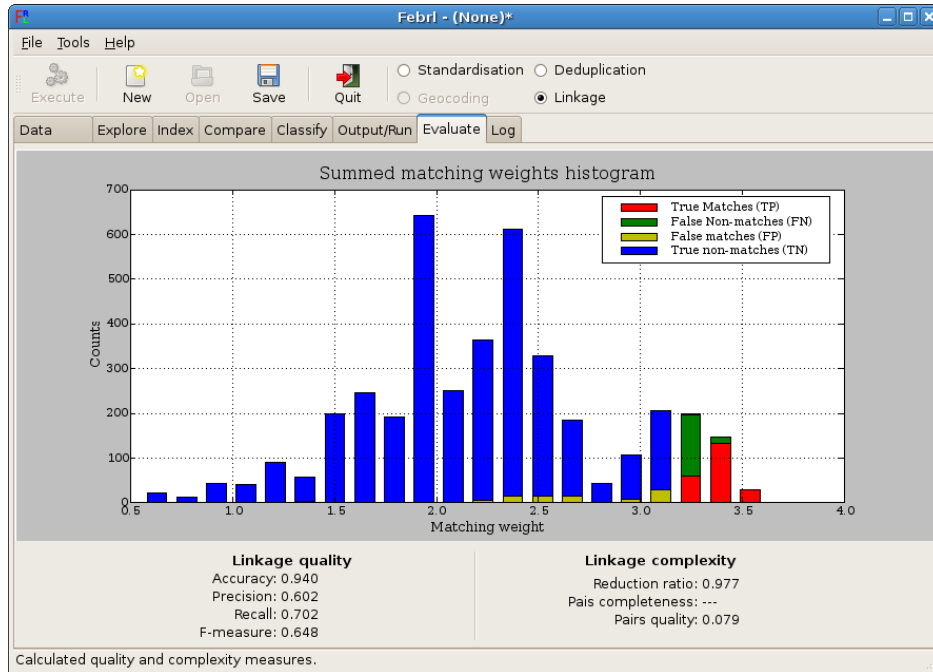 Febrl - (None)*
File Tools Help
Execute New Open Save Quit
Standardisation Deduplication
Geocoding Linkage
Data Explore Index Compare Classify Output/Run Evaluate Log
Summed matching weights histogram
700
600
500
400
300
200
100
0
Counts
True Matches (TP)
False Non-matches (FN)
False matches (FP)
True non-matches (TN)
0.5 1.0 1.5 2.0 2.5 3.0 3.5 4.0
Matching weight
Linkage quality
Accuracy: 0.940
Precision: 0.602
Recall: 0.702
F-measure: 0.648
Linkage complexity
Reduction ratio: 0.977
Pais completeness: ---
Pairs quality: 0.079
Calculated quality and complexity measures.